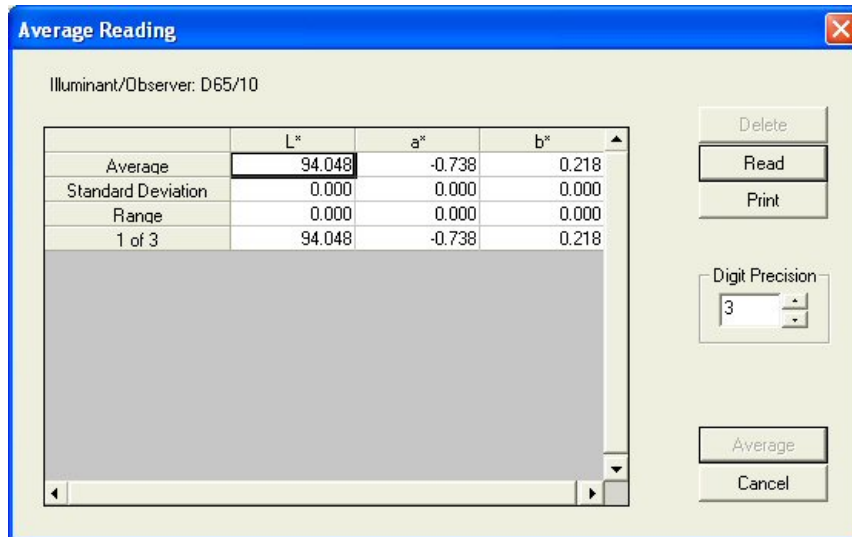 Average Reading
Illuminant/Observer: D65/10
L* a* b*
Average 94.048 -0.738 0.218
Standard Deviation 0.000 0.000 0.000
Range 0.000 0.000 0.000
1 of 3 94.048 -0.738 0.218
Delete
Read
Print
Digit Precision
3
Average
Cancel